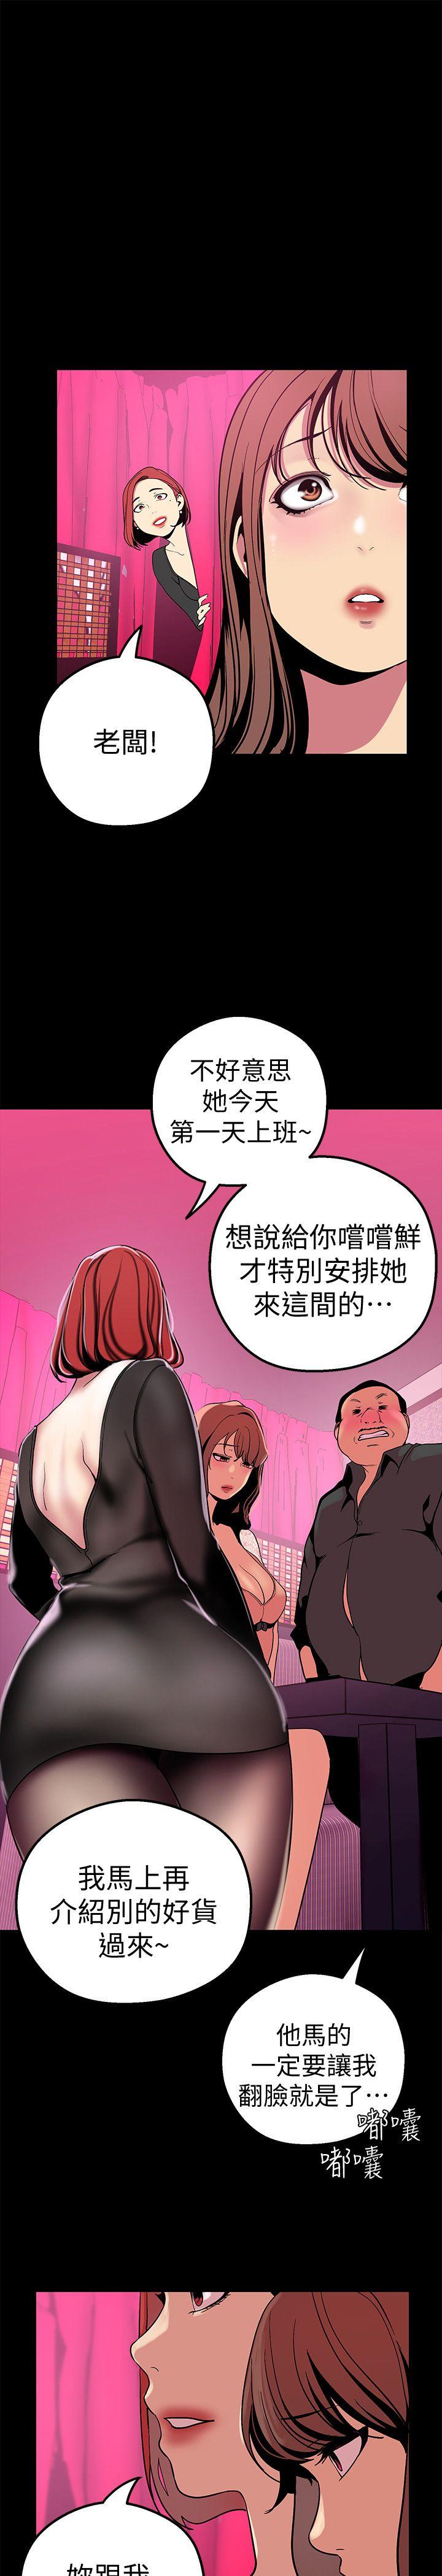 老闆!
不好意思
她今天
第一天上班~
想說給你嚐嚐鮮
才特別安排她
來這間的…
我馬上再
介紹別的好貨
過來~
他馬的
一定要讓我
翻臉就是了…
嘟囔
嘟囔
妳跟我